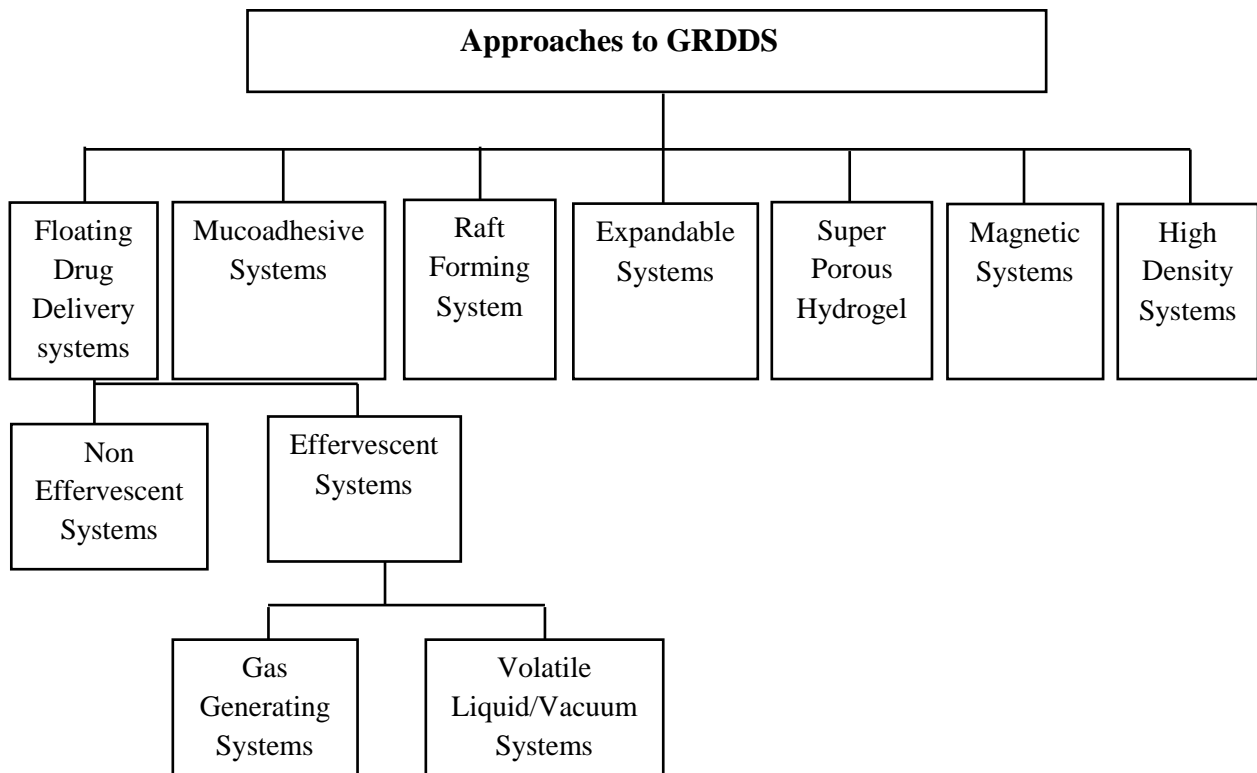 Approaches to GRDDS
Floating
Drug
Delivery
systems
Mucoadhesive
Systems
Raft
Forming
System
Expandable
Systems
Super
Porous
Hydrogel
Magnetic
Systems
High
Density
Systems
Non
Effervescent
Systems
Effervescent
Systems
Gas
Generating
Systems
Volatile
Liquid/Vacuum
Systems